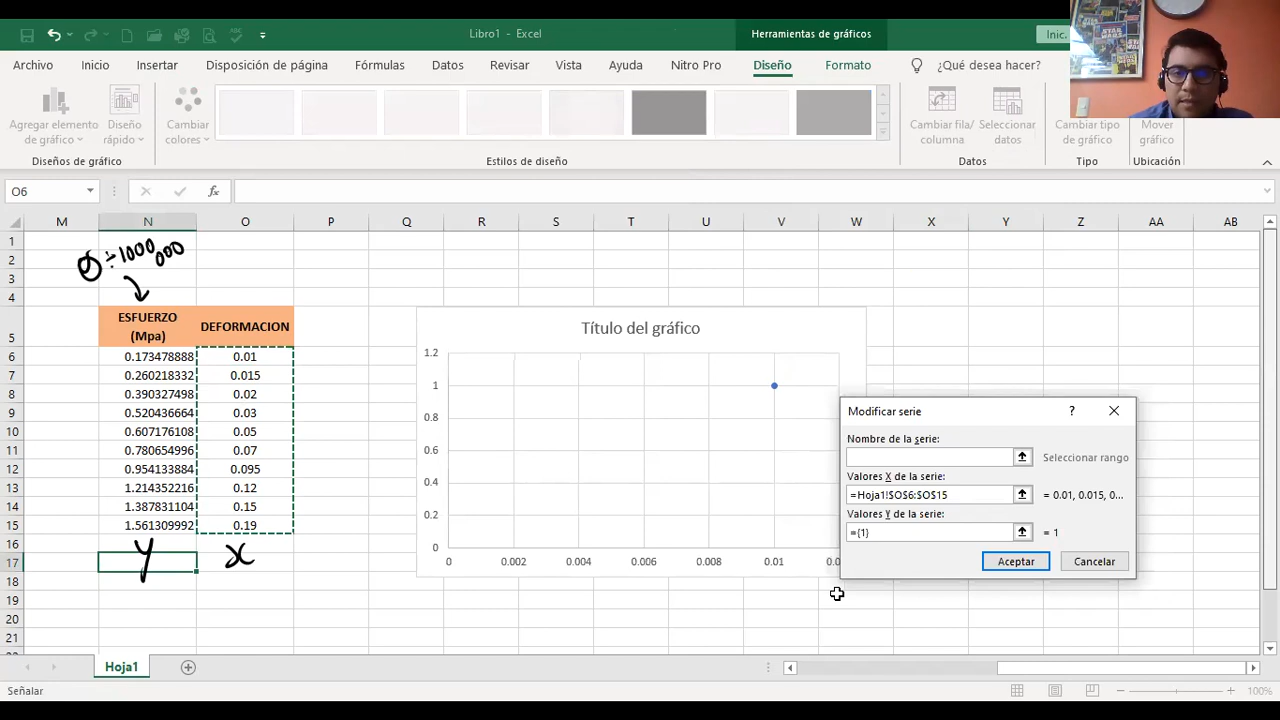 Libro1 - Excel
Herramientas de gráficos
Inic.
Archivo Inicio Insertar Disposición de página Fórmulas Datos Revisar Vista Ayuda Nitro Pro Diseño Formato ¿Qué desea hacer?
Agregar elemento de gráfico
Diseño rápido
Cambiar colores
Cambiar fila/ columna
Seleccionar datos
Cambiar tipo de gráfico
Mover gráfico
Diseños de gráfico
Estilos de diseño
Datos
Tipo
Ubicación
O6
fx
M N O P Q R S T U V W X Y Z AA AB
1
2
3
4
5
÷1000
000
ESFUERZO (Mpa) DEFORMACION
6 0.173478888 0.01
7 0.260218332 0.015
8 0.390327498 0.02
9 0.520436664 0.03
10 0.607176108 0.05
11 0.780654996 0.07
12 0.954133884 0.095
13 1.214352216 0.12
14 1.387831104 0.15
15 1.561309992 0.19
16
17
y x
18
19
20
21
Título del gráfico
1.2
1
0.8
0.6
0.4
0.2
0
0 0.002 0.004 0.006 0.008 0.01
Modificar serie ?
Nombre de la serie:
Seleccionar rango
Valores X de la serie:
=Hoja1!$O$6:$O$15 = 0.01, 0.015, 0...
Valores Y de la serie:
={1} = 1
Aceptar Cancelar
Hoja1
Señalar
100%